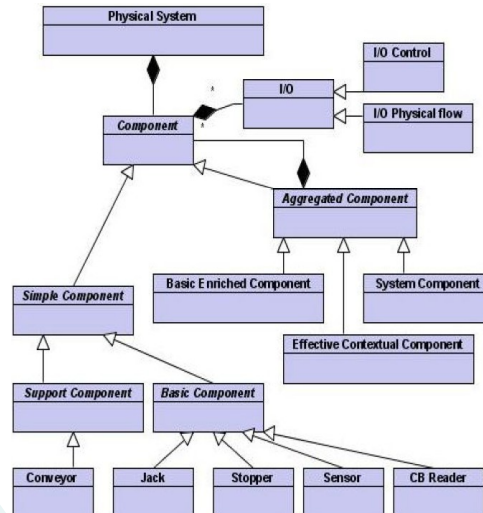 Physical System
I/O Control
I/O
*
I/O Physical flow
Component
*
Aggregated Component
Basic Enriched Component
System Component
Simple Component
Effective Contextual Component
Support Component
Basic Component
Conveyor
Jack
Stopper
Sensor
CB Reader